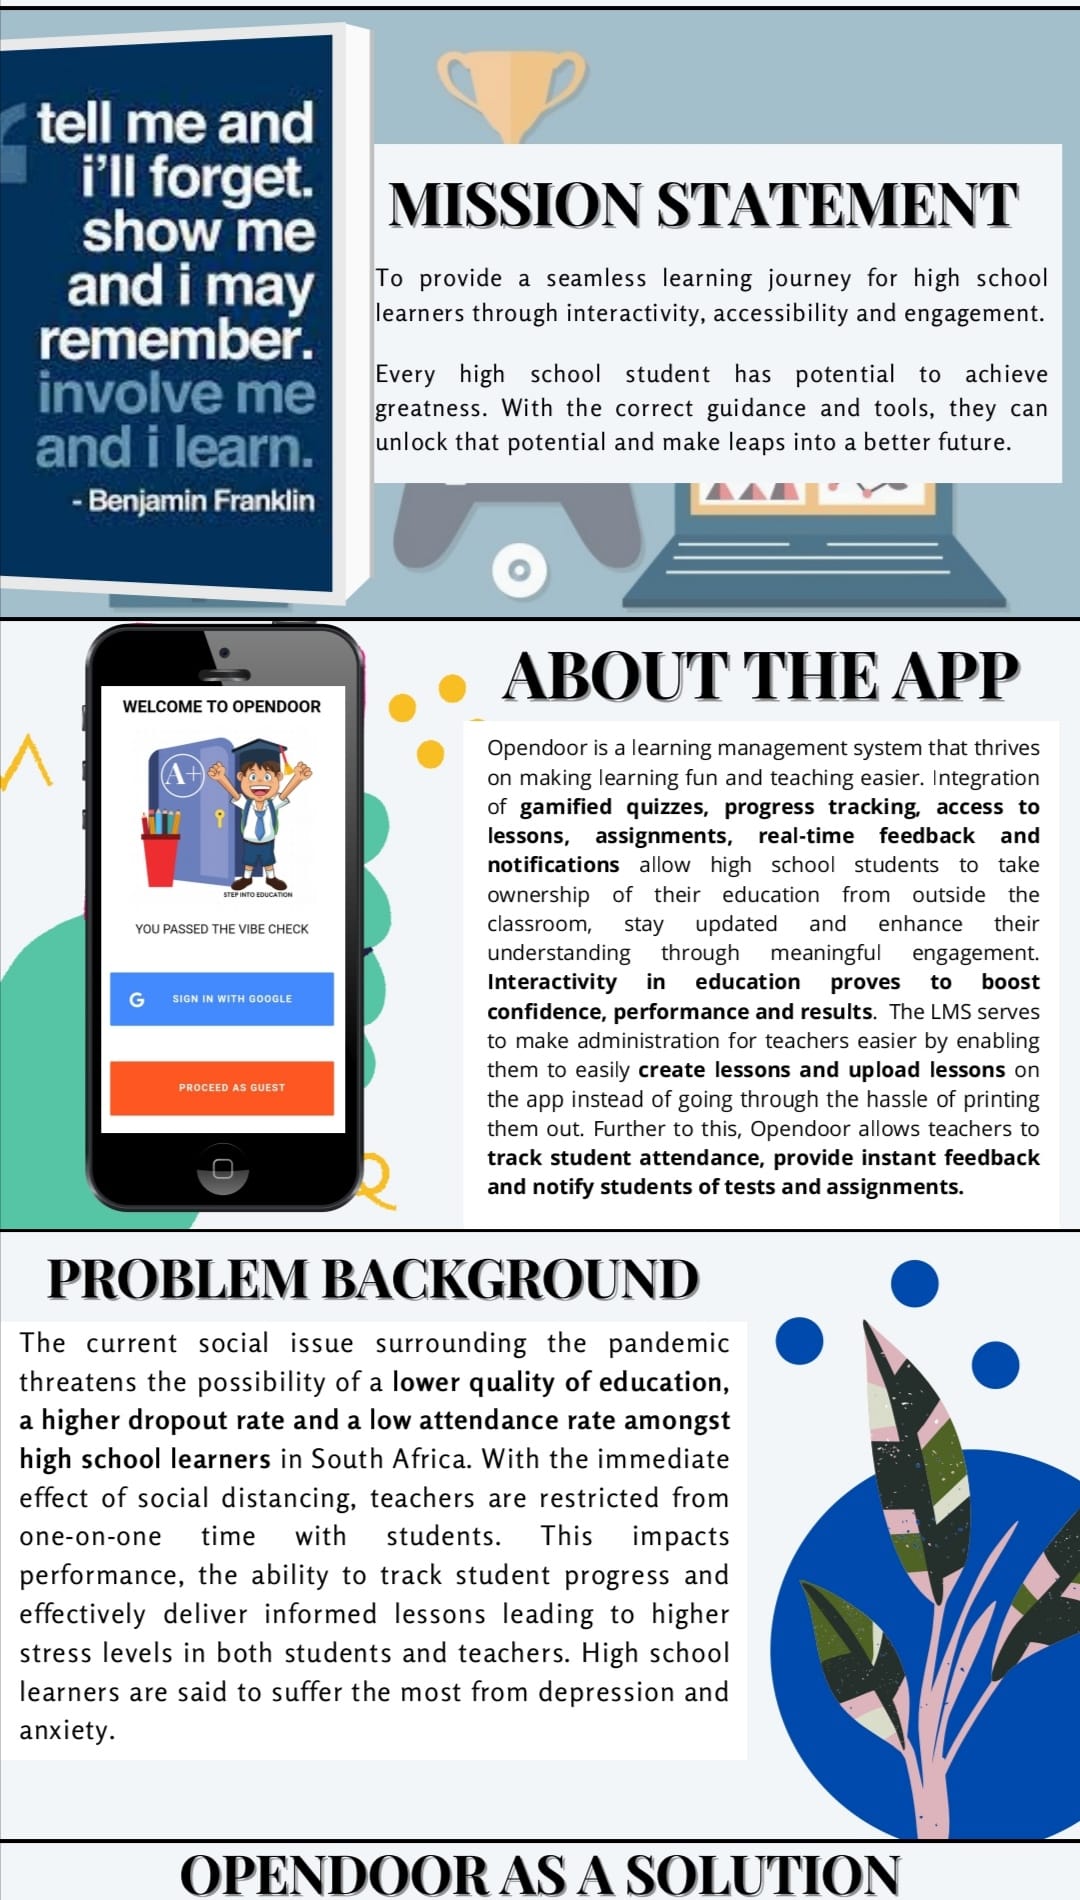 tell me and
i'll forget.
show me
and i may
remember.
involve me
and i learn.
- Benjamin Franklin
MISSION STATEMENT
To provide a seamless learning journey for high school
learners through interactivity, accessibility and engagement.
Every high school student has potential to achieve
greatness. With the correct guidance and tools, they can
unlock that potential and make leaps into a better future.
WELCOME TO OPENDOOR
A+
STEP INTO EDUCATION
YOU PASSED THE VIBE CHECK
G SIGN IN WITH GOOGLE
PROCEED AS GUEST
ABOUT THE APP
Opendoor is a learning management system that thrives
on making learning fun and teaching easier. Integration
of gamified quizzes, progress tracking, access to
lessons, assignments, real-time feedback and
notifications allow high school students to take
ownership of their education from outside the
classroom, stay updated and enhance their
understanding through meaningful engagement.
Interactivity in education proves to boost
confidence, performance and results. The LMS serves
to make administration for teachers easier by enabling
them to easily create lessons and upload lessons on
the app instead of going through the hassle of printing
them out. Further to this, Opendoor allows teachers to
track student attendance, provide instant feedback
and notify students of tests and assignments.
PROBLEM BACKGROUND
The current social issue surrounding the pandemic
threatens the possibility of a lower quality of education,
a higher dropout rate and a low attendance rate amongst
high school learners in South Africa. With the immediate
effect of social distancing, teachers are restricted from
one-on-one time with students. This impacts
performance, the ability to track student progress and
effectively deliver informed lessons leading to higher
stress levels in both students and teachers. High school
learners are said to suffer the most from depression and
anxiety.
OPENDOOR AS A SOLUTION